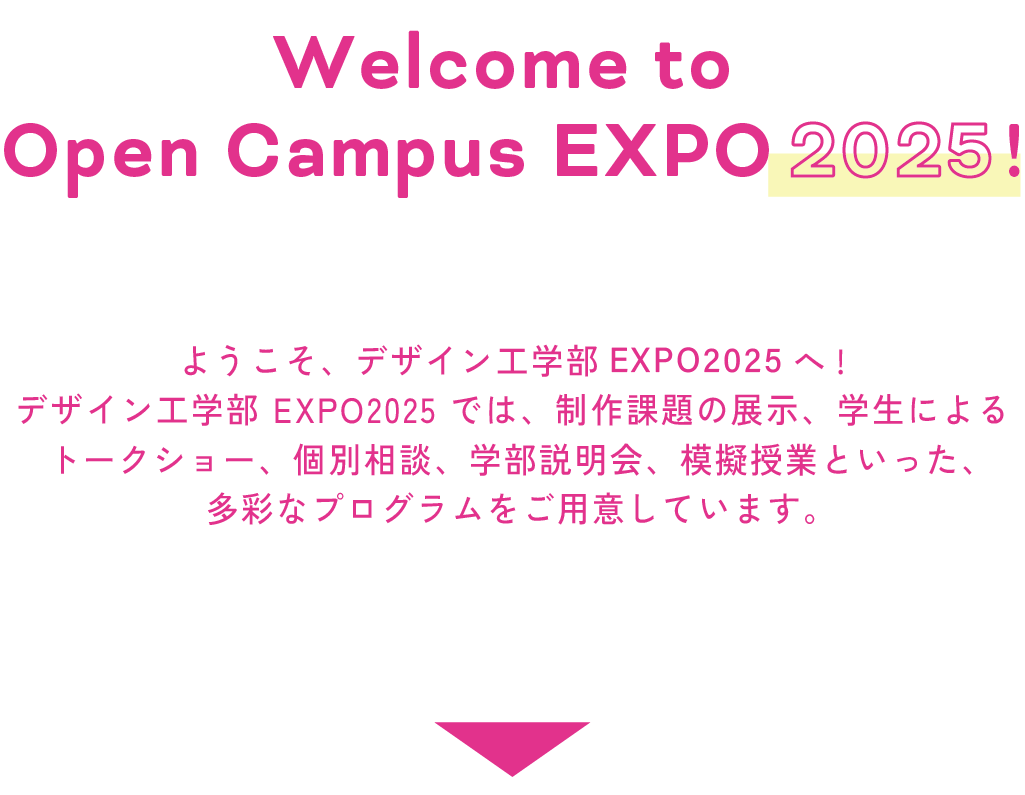 Welcome to
Open Campus EXPO 2025!
ようこそ、デザイン工学部 EXPO2025 へ！
デザイン工学部 EXPO2025 では、制作課題の展示、学生による
トークショー、個別相談、学部説明会、模擬授業といった、
多彩なプログラムをご用意しています。